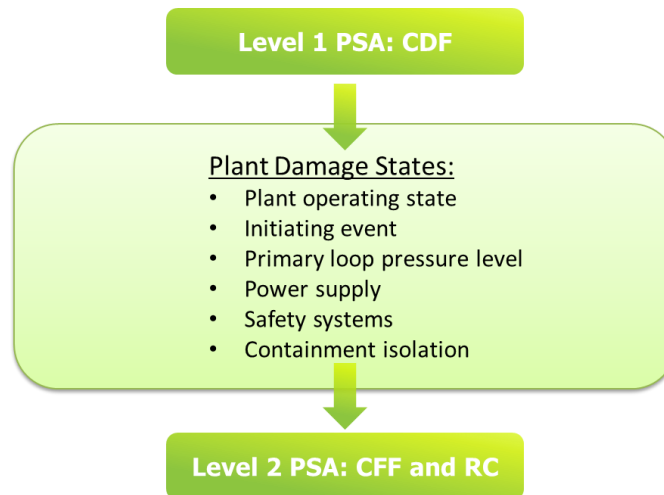 Level 1 PSA: CDF
Plant Damage States:
• Plant operating state
• Initiating event
• Primary loop pressure level
• Power supply
• Safety systems
• Containment isolation
Level 2 PSA: CFF and RC